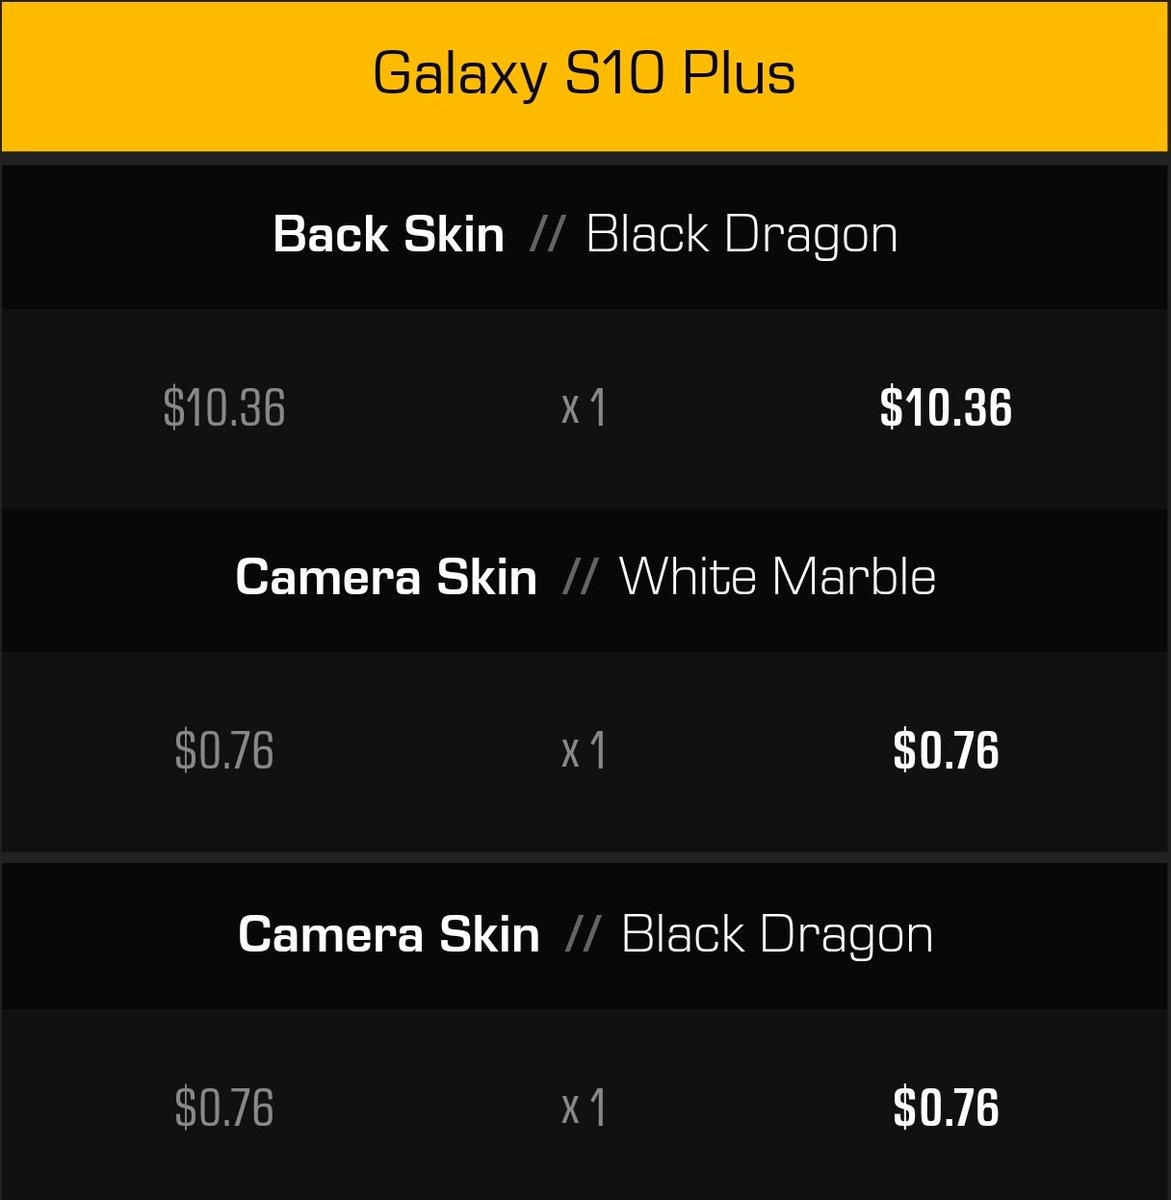 Galaxy S10 Plus
Back Skin // Black Dragon
$10.36 x 1 $10.36
Camera Skin // White Marble
$0.76 x 1 $0.76
Camera Skin // Black Dragon
$0.76 x 1 $0.76